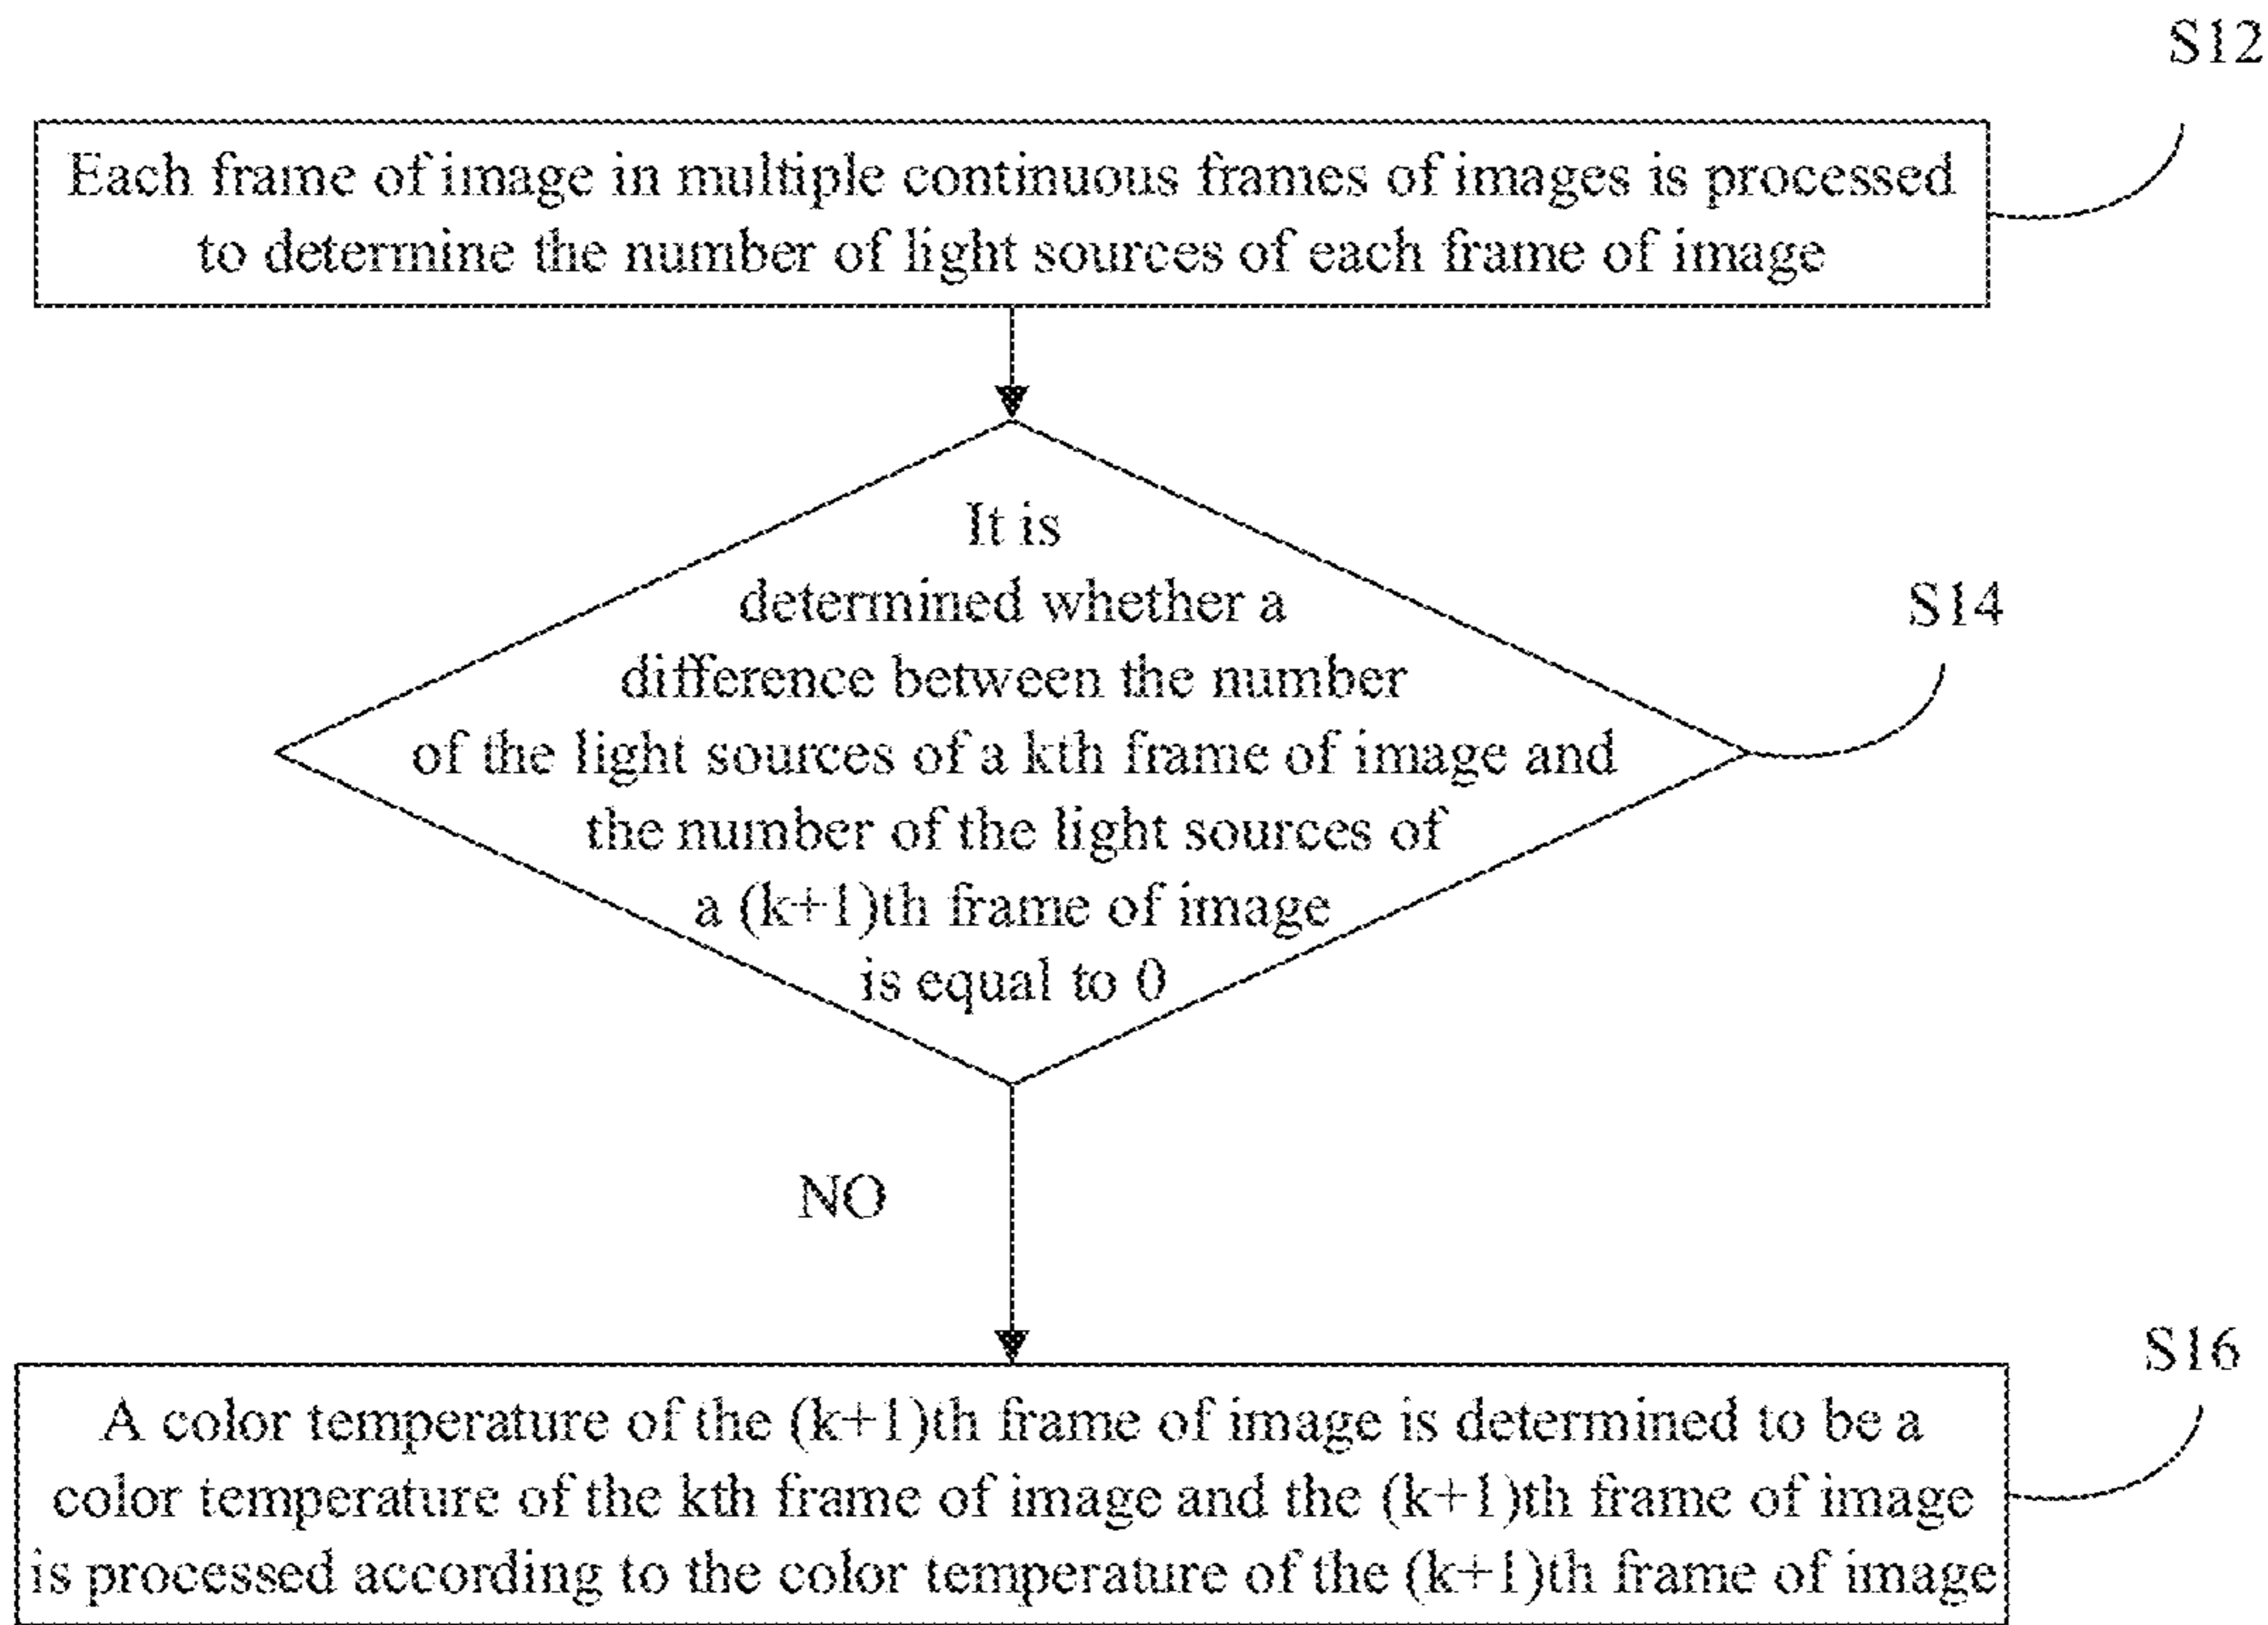 S12
Each frame of image in multiple continuous frames of images is processed
to determine the number of light sources of each frame of image
It is
determined whether a
difference between the number
of the light sources of a kth frame of image and
the number of the light sources of
a (k+1)th frame of image
is equal to 0
S14
NO
S16
A color temperature of the (k+1)th frame of image is determined to be a
color temperature of the kth frame of image and the (k+1)th frame of image
is processed according to the color temperature of the (k+1)th frame of image